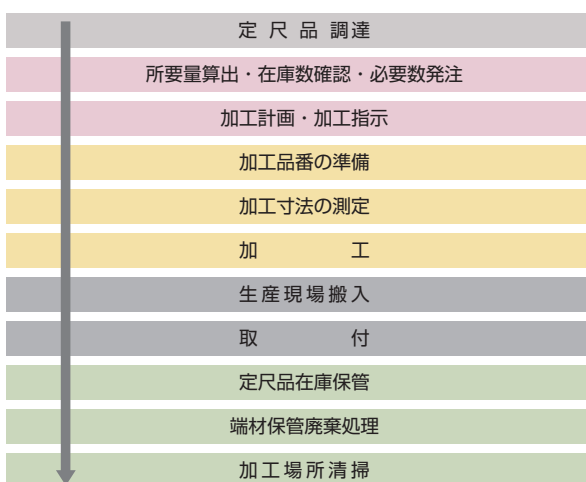 定尺品調達
所要量算出・在庫数確認・必要数発注
加工計画・加工指示
加工品番の準備
加工寸法の測定
加工
生産現場搬入
取付
定尺品在庫保管
端材保管廃棄処理
加工場所清掃